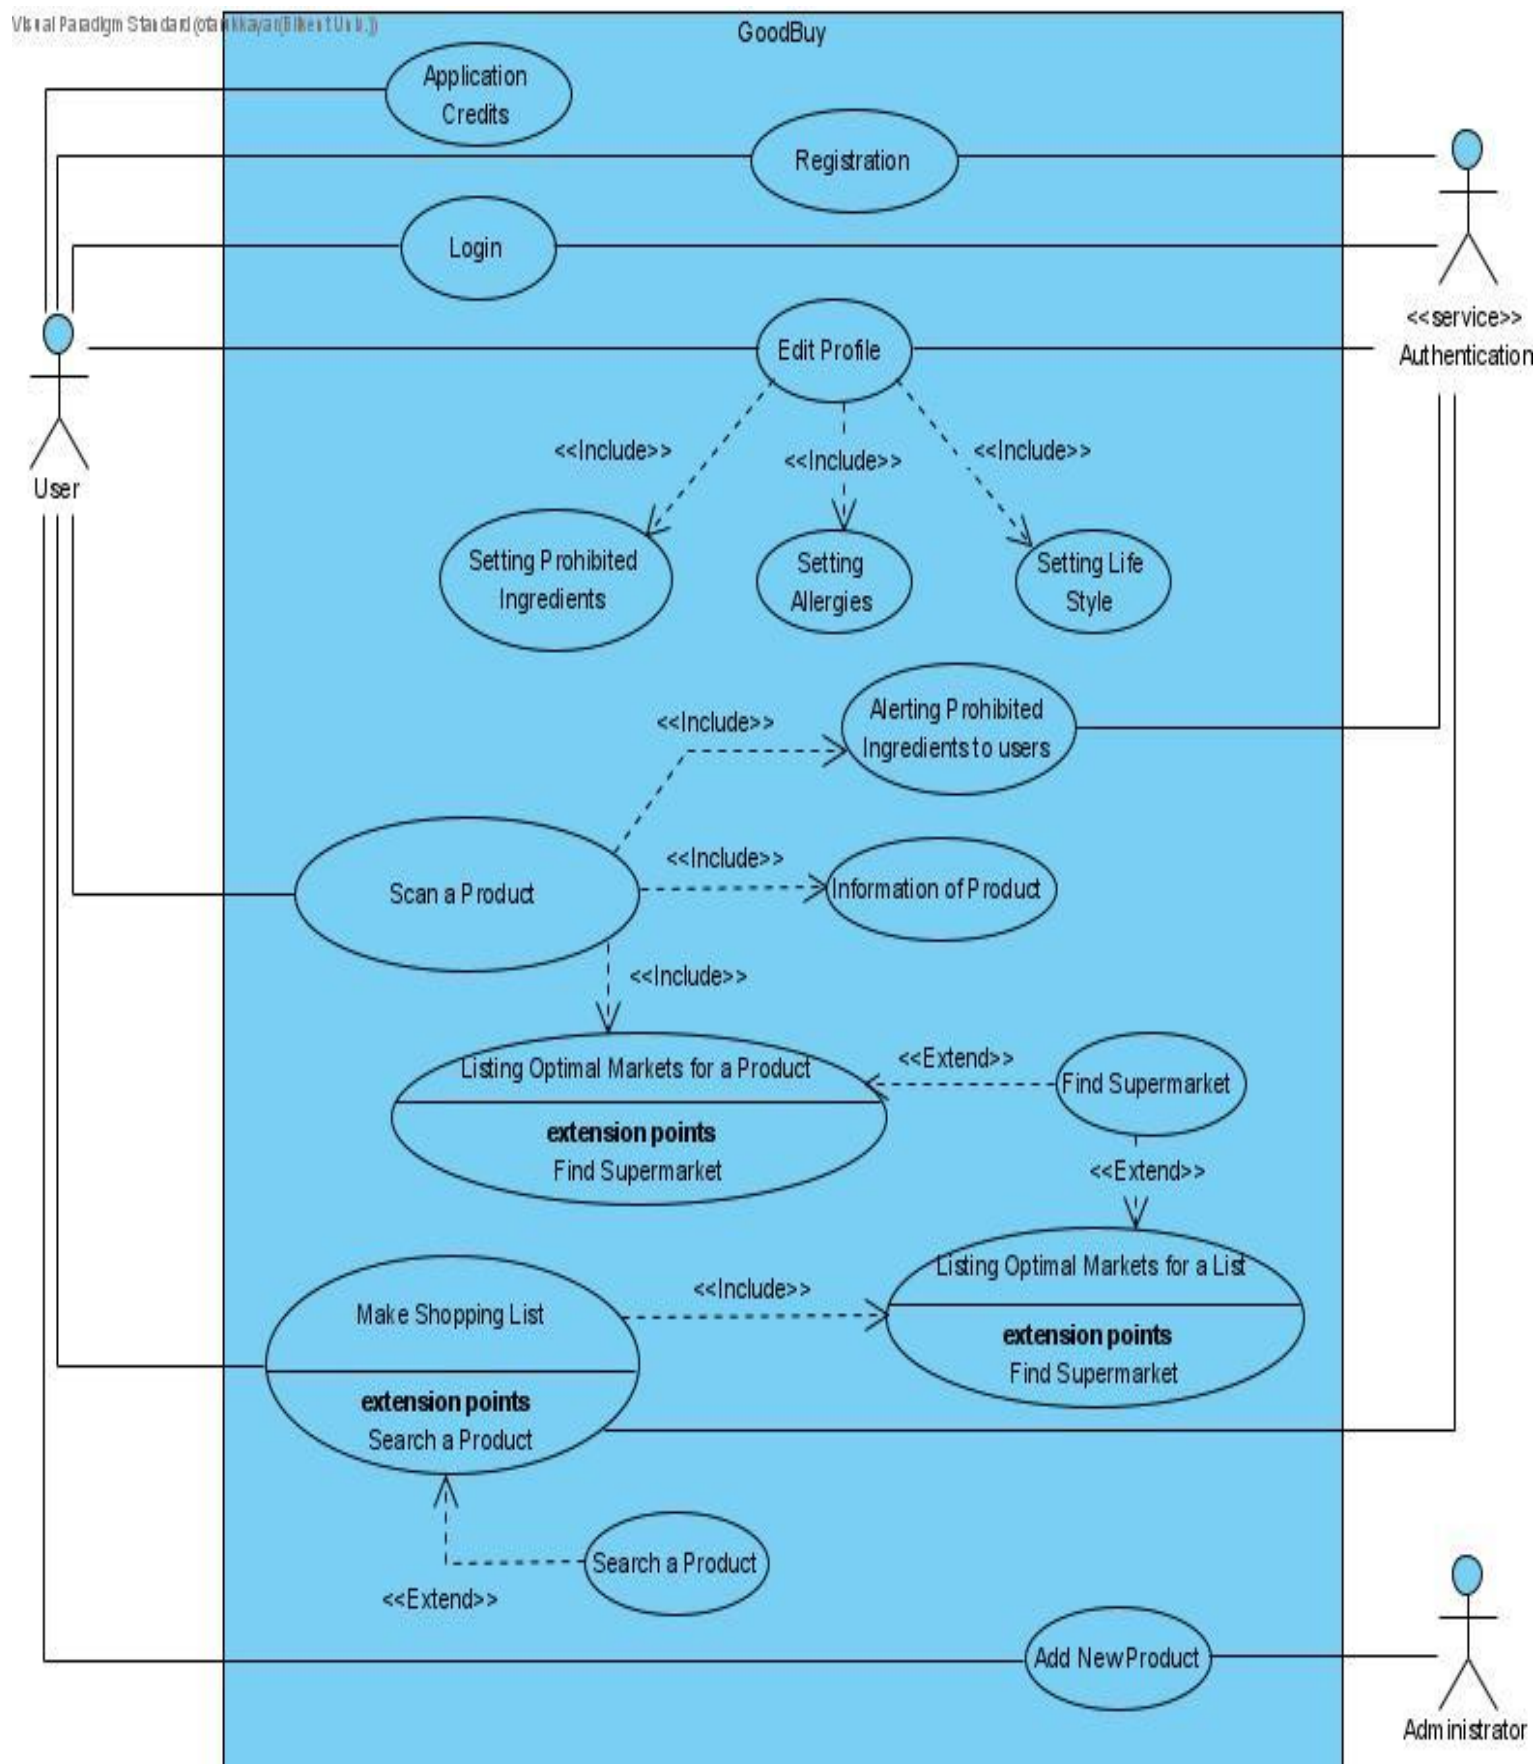 Visual Paradigm Standard
GoodBuy
Application
Credits
Registration
Login
<<service>>
Authentication
Edit Profile
<<Include>>
<<Include>>
<<Include>>
User
Setting Prohibited
Ingredients
Setting
Allergies
Setting Life
Style
Alerting Prohibited
Ingredients to users
<<Include>>
<<Include>>
Information of Product
Scan a Product
<<Include>>
Listing Optimal Markets for a Product
extension points
Find Supermarket
<<Extend>>
Find Supermarket
<<Extend>>
Listing Optimal Markets for a List
extension points
Find Supermarket
<<Include>>
Make Shopping List
extension points
Search a Product
Search a Product
<<Extend>>
Add New Product
Administrator